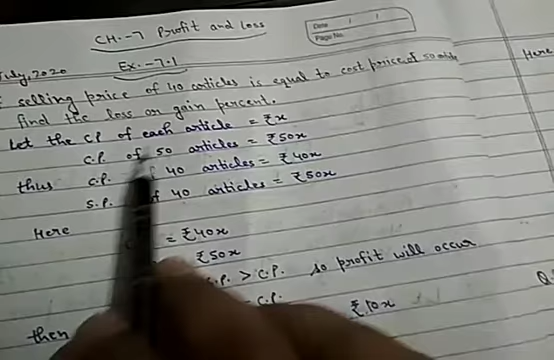 CH.-7 Profit and loss
Date / /
Page No.
July, 2020
Ex.-7.1
selling price of 40 articles is equal to cost price of 50 articles
find the loss or gain percent.
Let the CP of each article = ₹x
C.P. of 50 articles = ₹50x
thus C.P. of 40 articles = ₹40x
S.P. of 40 articles = ₹50x
Here
Here
= ₹40x
₹50x
S.P. > C.P. so profit will occur
- C.P.
then
₹10x
Q.